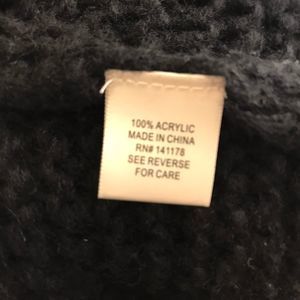 100% ACRYLIC
MADE IN CHINA
RN# 141178
SEE REVERSE
FOR CARE